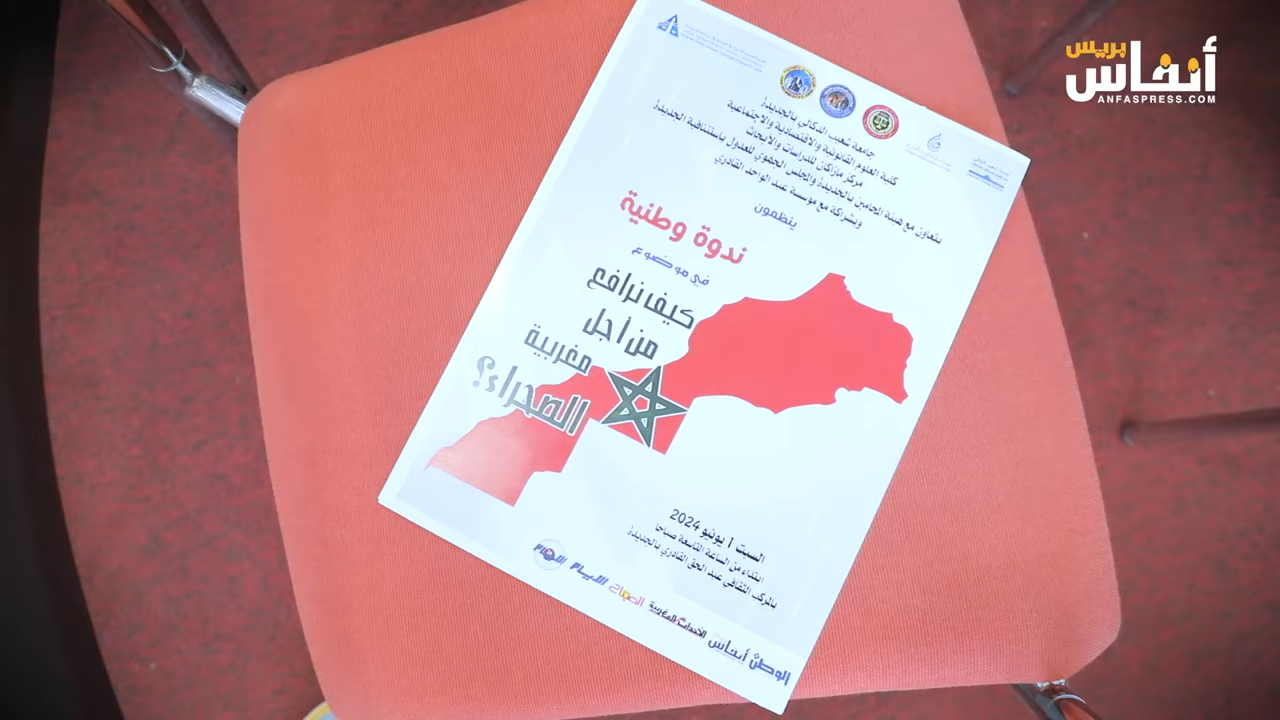 أنفاس بريس
ANFASPRESS.COM
جامعة شعيب الدكالي بالجديدة
كلية العلوم القانونية والاقتصادية والاجتماعية
مركز مازاكان للدراسات والأبحاث
بتعاون مع هيئة المحامين بالجديدة والمجلس الجهوي للعدول باستئنافية الجديدة
وبشراكة مع مؤسسة عبد الواحد القادري
ينظمون
ندوة وطنية
في موضوع
كيف نرافع
من أجل
مغربية
الصحراء؟
السبت 1 يونيو 2024
ابتداء من الساعة التاسعة صباحا
بالمركب الثقافي عبد الحق القادري بالجديدة
الوطن أنفاس الأحداث المغربية الصباح الأيام